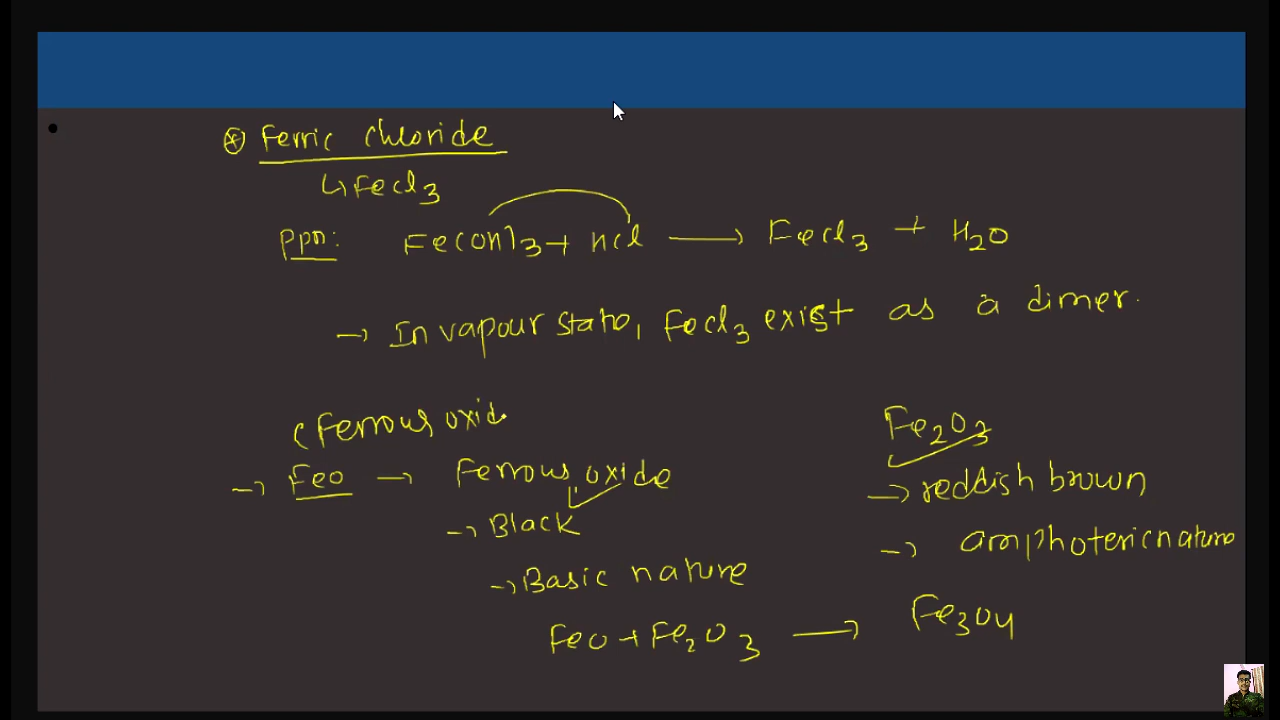 ⊛ Ferric chloride
↳ FeCl3
Ppn: Fe(OH)3 + HCl ⟶ FeCl3 + H2O
→ In vapour state, FeCl3 exist as a dimer.
(Ferrous oxide
→ FeO → Ferrous oxide
→ Black
→ Basic nature
Fe2O3
→ reddish brown
→ amphoteric nature
FeO + Fe2O3 ⟶ Fe3O4